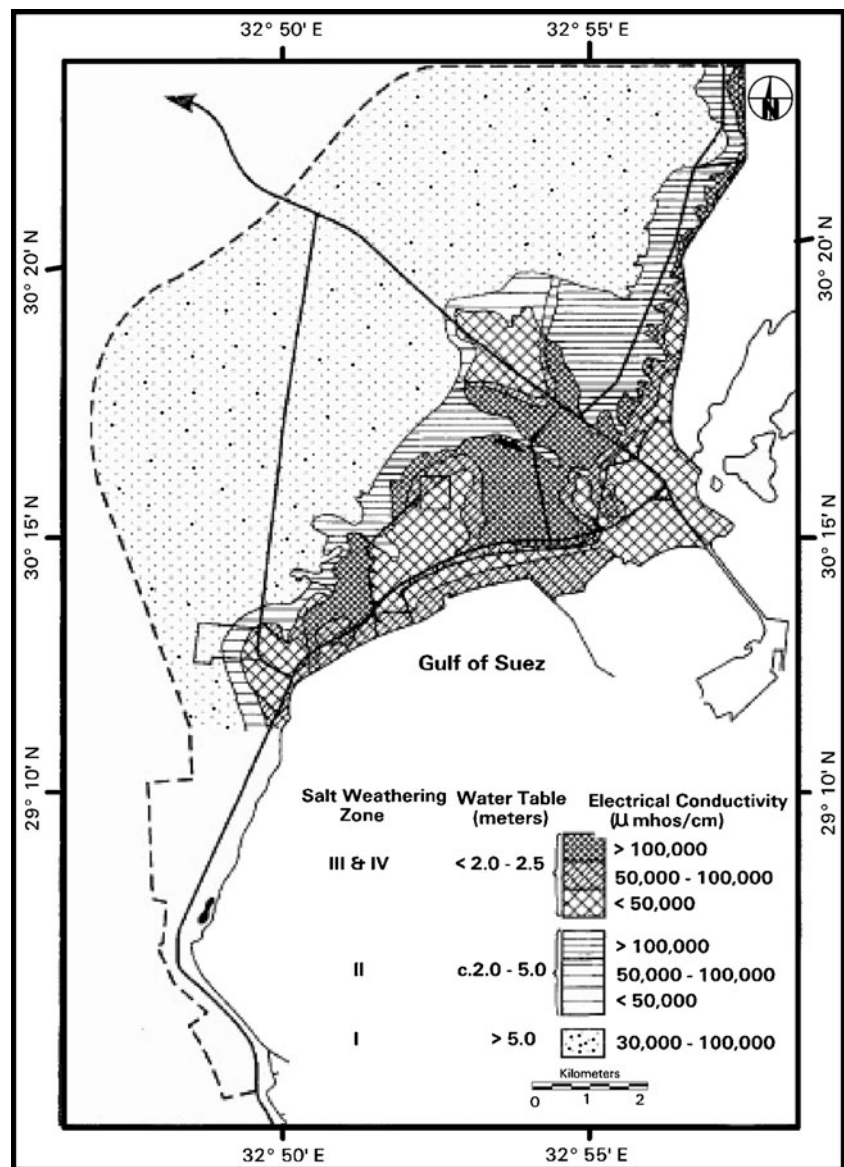 32° 50' E 32° 55' E
N
30° 20' N 30° 20' N
30° 15' N 30° 15' N
Gulf of Suez
29° 10' N 29° 10' N
Salt Weathering Zone Water Table (meters) Electrical Conductivity (μ mhos/cm)
III & IV < 2.0 - 2.5 > 100,000
50,000 - 100,000
< 50,000
II c.2.0 - 5.0 > 100,000
50,000 - 100,000
< 50,000
I > 5.0 30,000 - 100,000
Kilometers
0 1 2
32° 50' E 32° 55' E